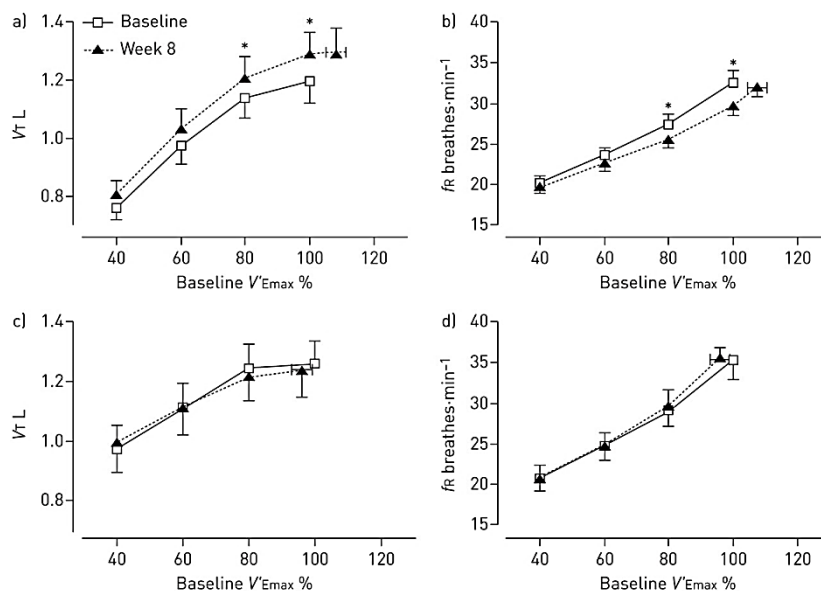 a) 1.4 b) 35
Baseline
Week 8
* * * *
1.2 30
VT L fR breathes·min⁻¹
1.0 25
0.8 20
15
40 60 80 100 120 40 60 80 100 120
Baseline V'Emax % Baseline V'Emax %
c) 1.4 d) 40
35
1.2 30
VT L fR breathes·min⁻¹
1.0 25
0.8 20
15
40 60 80 100 120 40 60 80 100 120
Baseline V'Emax % Baseline V'Emax %